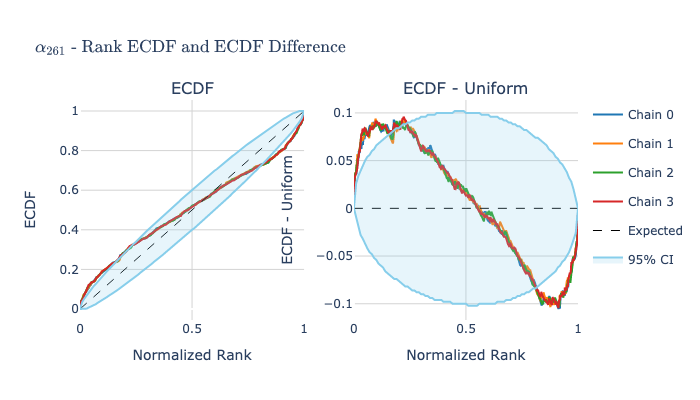 α261 - Rank ECDF and ECDF Difference
ECDF
ECDF - Uniform
1
0.8
0.6
0.4
0.2
0
ECDF
0
0.5
1
Normalized Rank
0.1
0.05
0
−0.05
−0.1
ECDF - Uniform
0
0.5
1
Normalized Rank
Chain 0
Chain 1
Chain 2
Chain 3
Expected
95% CI